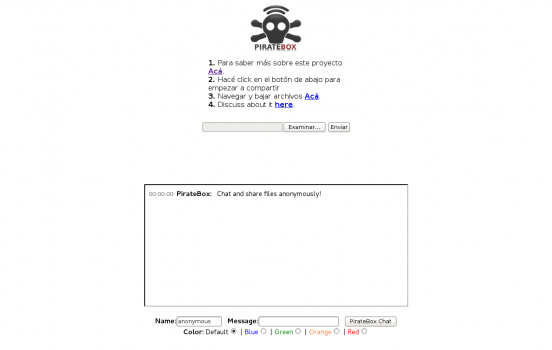 PIRATEBOX
1. Para saber más sobre este proyecto
Acá.
2. Hacé click en el botón de abajo para
empezar a compartir
3. Navegar y bajar archivos Acá.
4. Discuss about it here.
Examinar... Enviar
00:00:00 PirateBox: Chat and share files anonymously!
Name: anonymous Message: PirateBox Chat
Color: Default | Blue | Green | Orange | Red